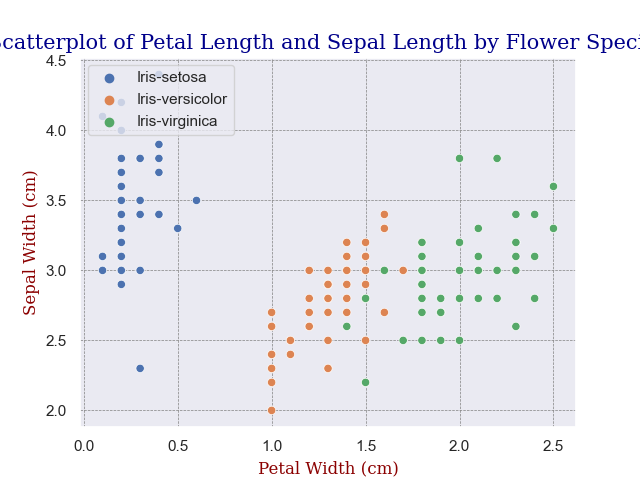 Scatterplot of Petal Length and Sepal Length by Flower Speci
Iris-setosa
Iris-versicolor
Iris-virginica
4.5
4.0
3.5
3.0
2.5
2.0
Sepal Width (cm)
0.0 0.5 1.0 1.5 2.0 2.5
Petal Width (cm)